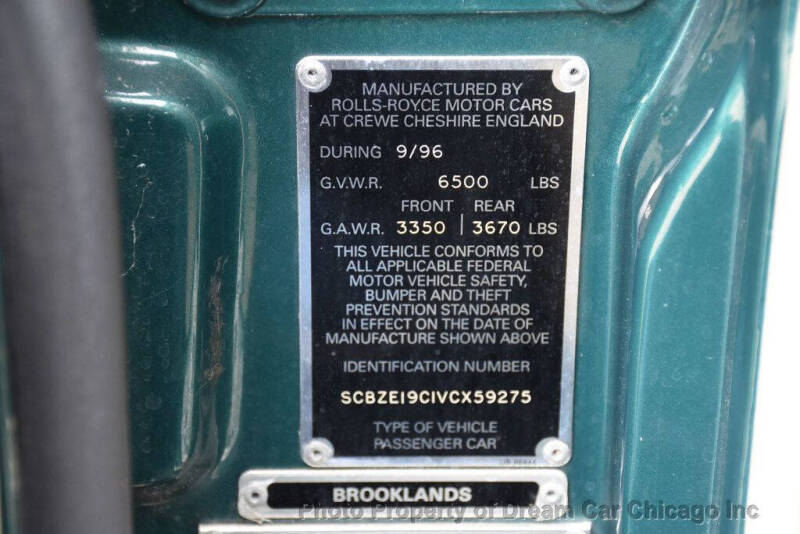 MANUFACTURED BY
ROLLS-ROYCE MOTOR CARS
AT CREWE CHESHIRE ENGLAND
DURING 9/96
G.V.W.R. 6500 LBS
FRONT REAR
G.A.W.R. 3350 | 3670 LBS
THIS VEHICLE CONFORMS TO
ALL APPLICABLE FEDERAL
MOTOR VEHICLE SAFETY,
BUMPER AND THEFT
PREVENTION STANDARDS
IN EFFECT ON THE DATE OF
MANUFACTURE SHOWN ABOVE
IDENTIFICATION NUMBER
SCBZE19C1VCX59275
TYPE OF VEHICLE
PASSENGER CAR
BROOKLANDS
Photo Property of Dream Car Chicago Inc